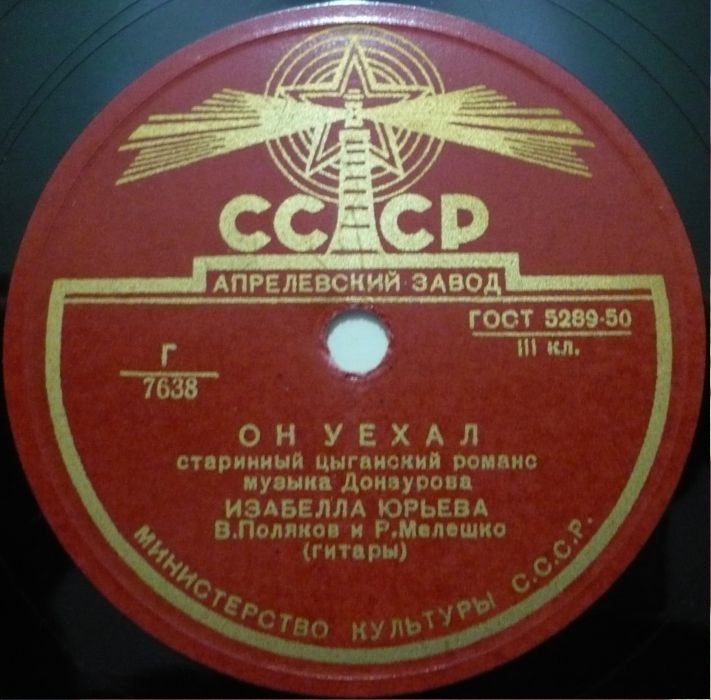 СССР
АПРЕЛЕВСКИЙ ЗАВОД
ГОСТ 5289-50
III кл.
Г
7638
ОН УЕХАЛ
старинный цыганский романс
музыка Донаурова
ИЗАБЕЛЛА ЮРЬЕВА
В.Поляков и Р.Мелешко
(гитары)
МИНИСТЕРСТВО КУЛЬТУРЫ С.С.С.Р.